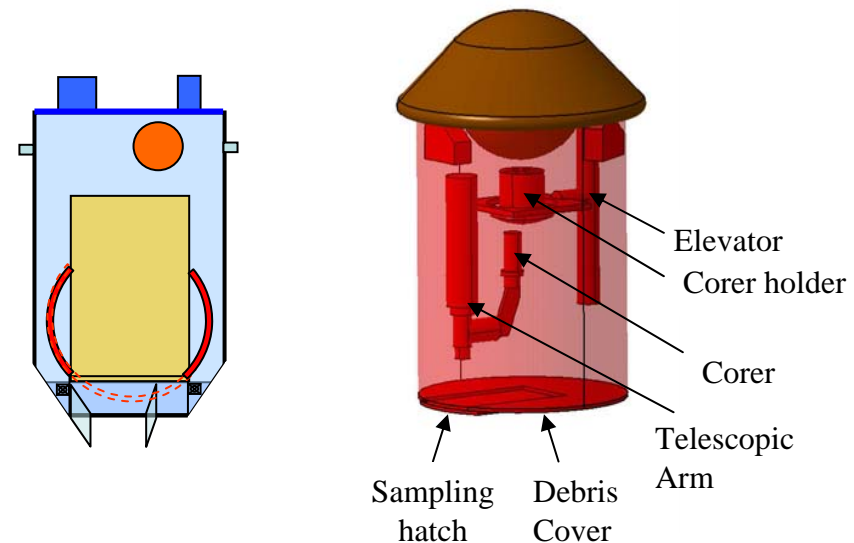 Elevator
Corer holder
Corer
Telescopic
Arm
Sampling
hatch
Debris
Cover